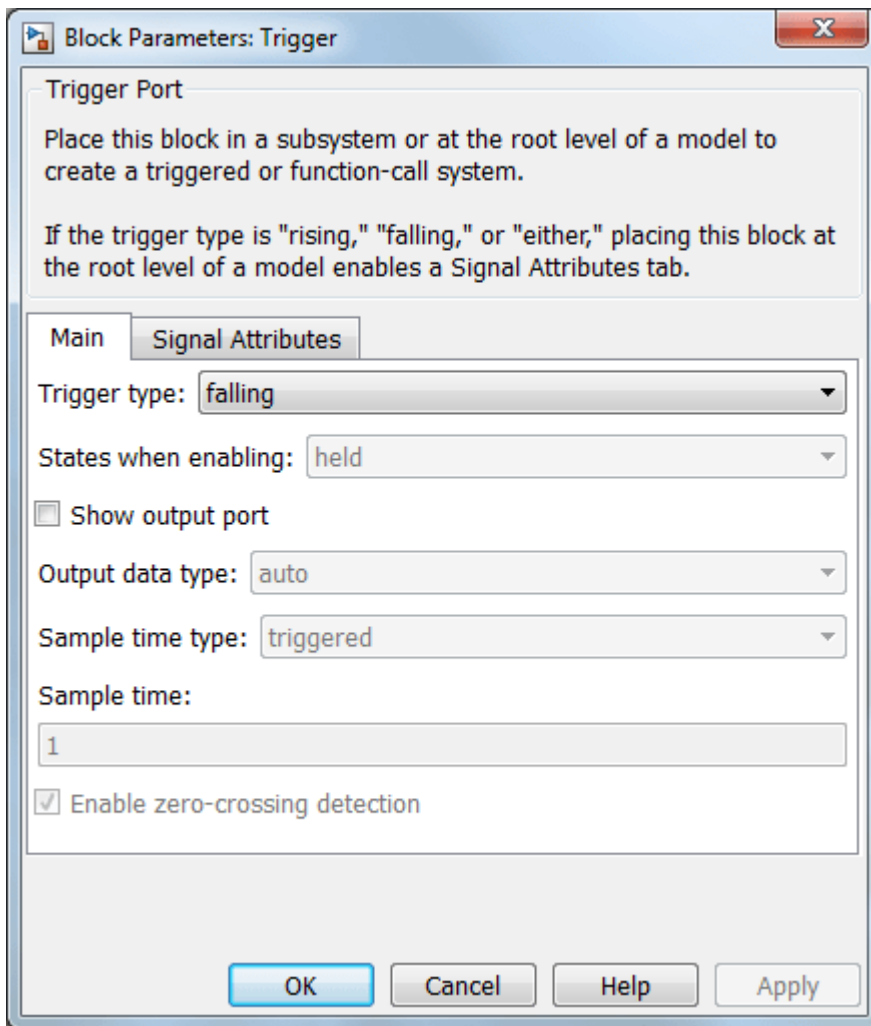 Block Parameters: Trigger
Trigger Port
Place this block in a subsystem or at the root level of a model to
create a triggered or function-call system.
If the trigger type is "rising," "falling," or "either," placing this block at
the root level of a model enables a Signal Attributes tab.
Main Signal Attributes
Trigger type: falling
States when enabling: held
Show output port
Output data type: auto
Sample time type: triggered
Sample time:
1
Enable zero-crossing detection
OK Cancel Help Apply